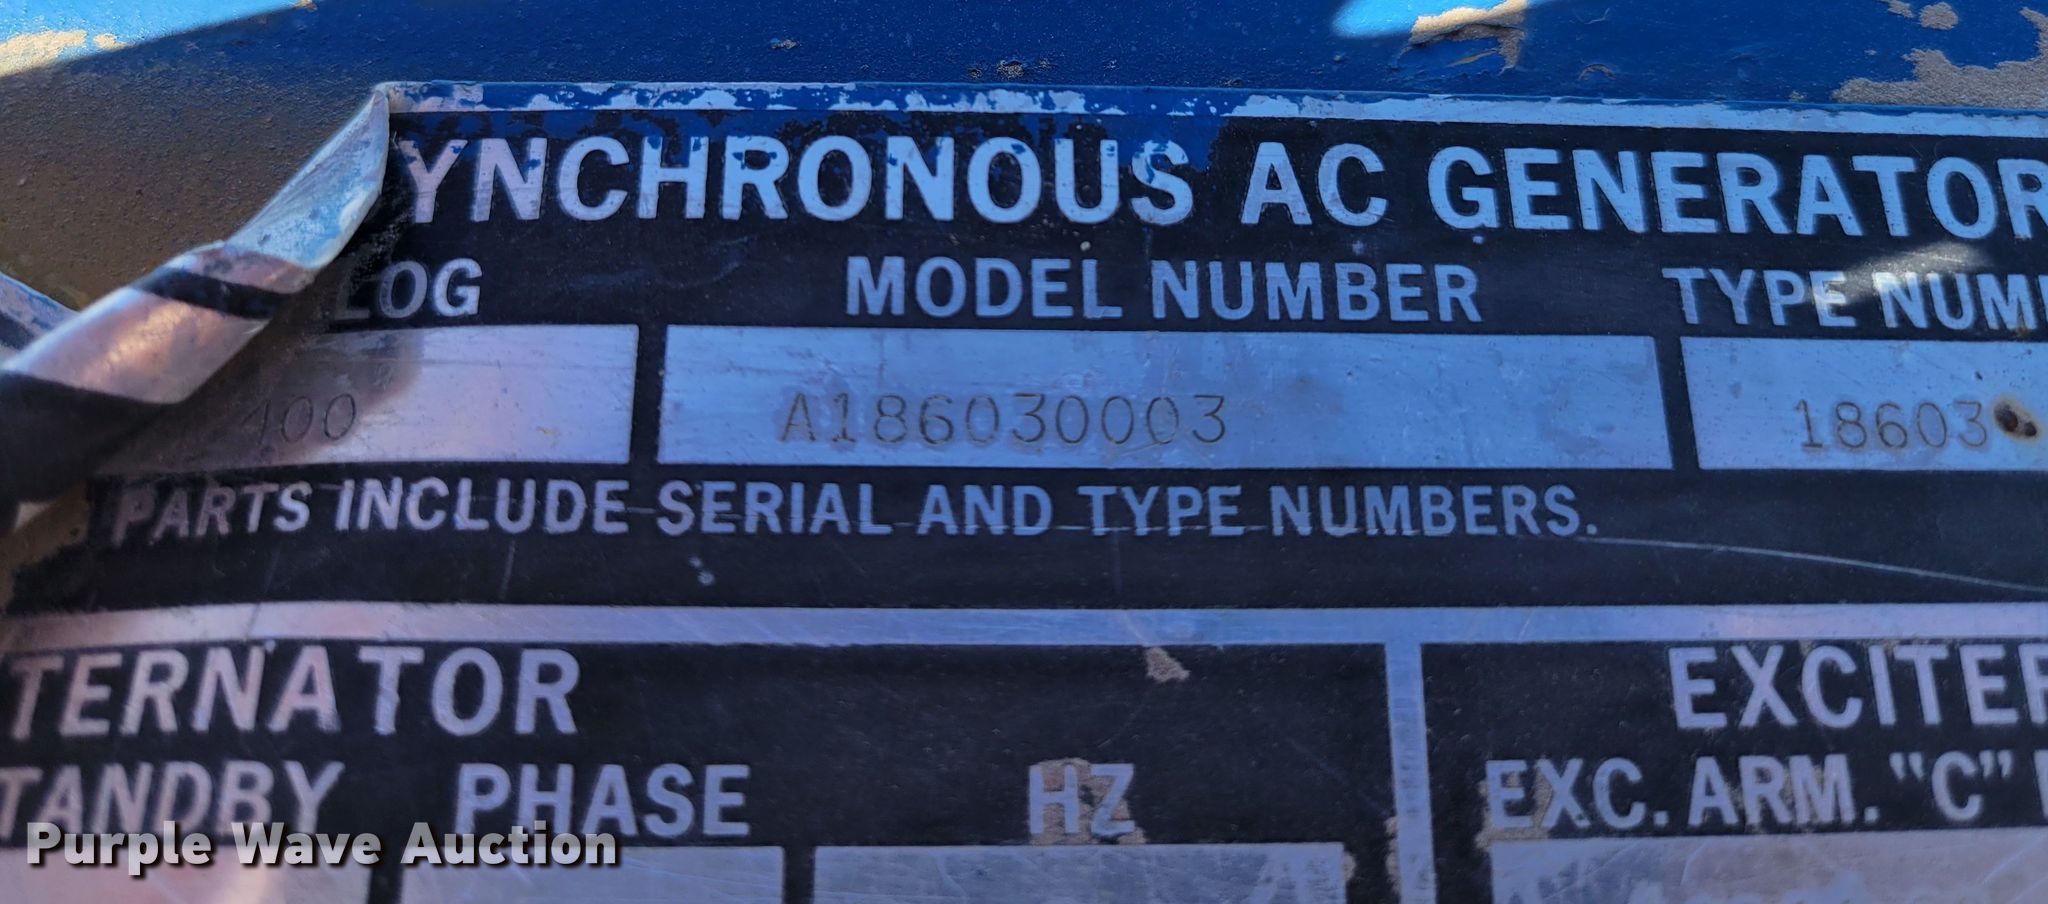 YNCHRONOUS AC GENERATOR
LOG MODEL NUMBER TYPE NUM
400 A186030003 18603
PARTS INCLUDE SERIAL AND TYPE NUMBERS.
TERNATOR EXCITER
TANDBY PHASE HZ EXC. ARM. "C"
Purple Wave Auction